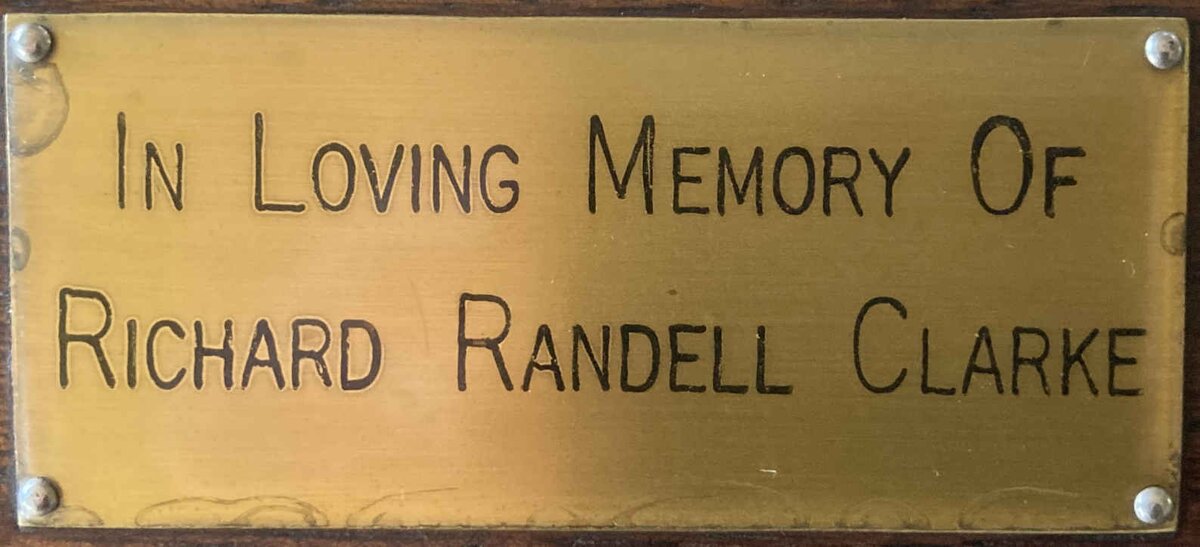 In Loving Memory Of
Richard Randell Clarke